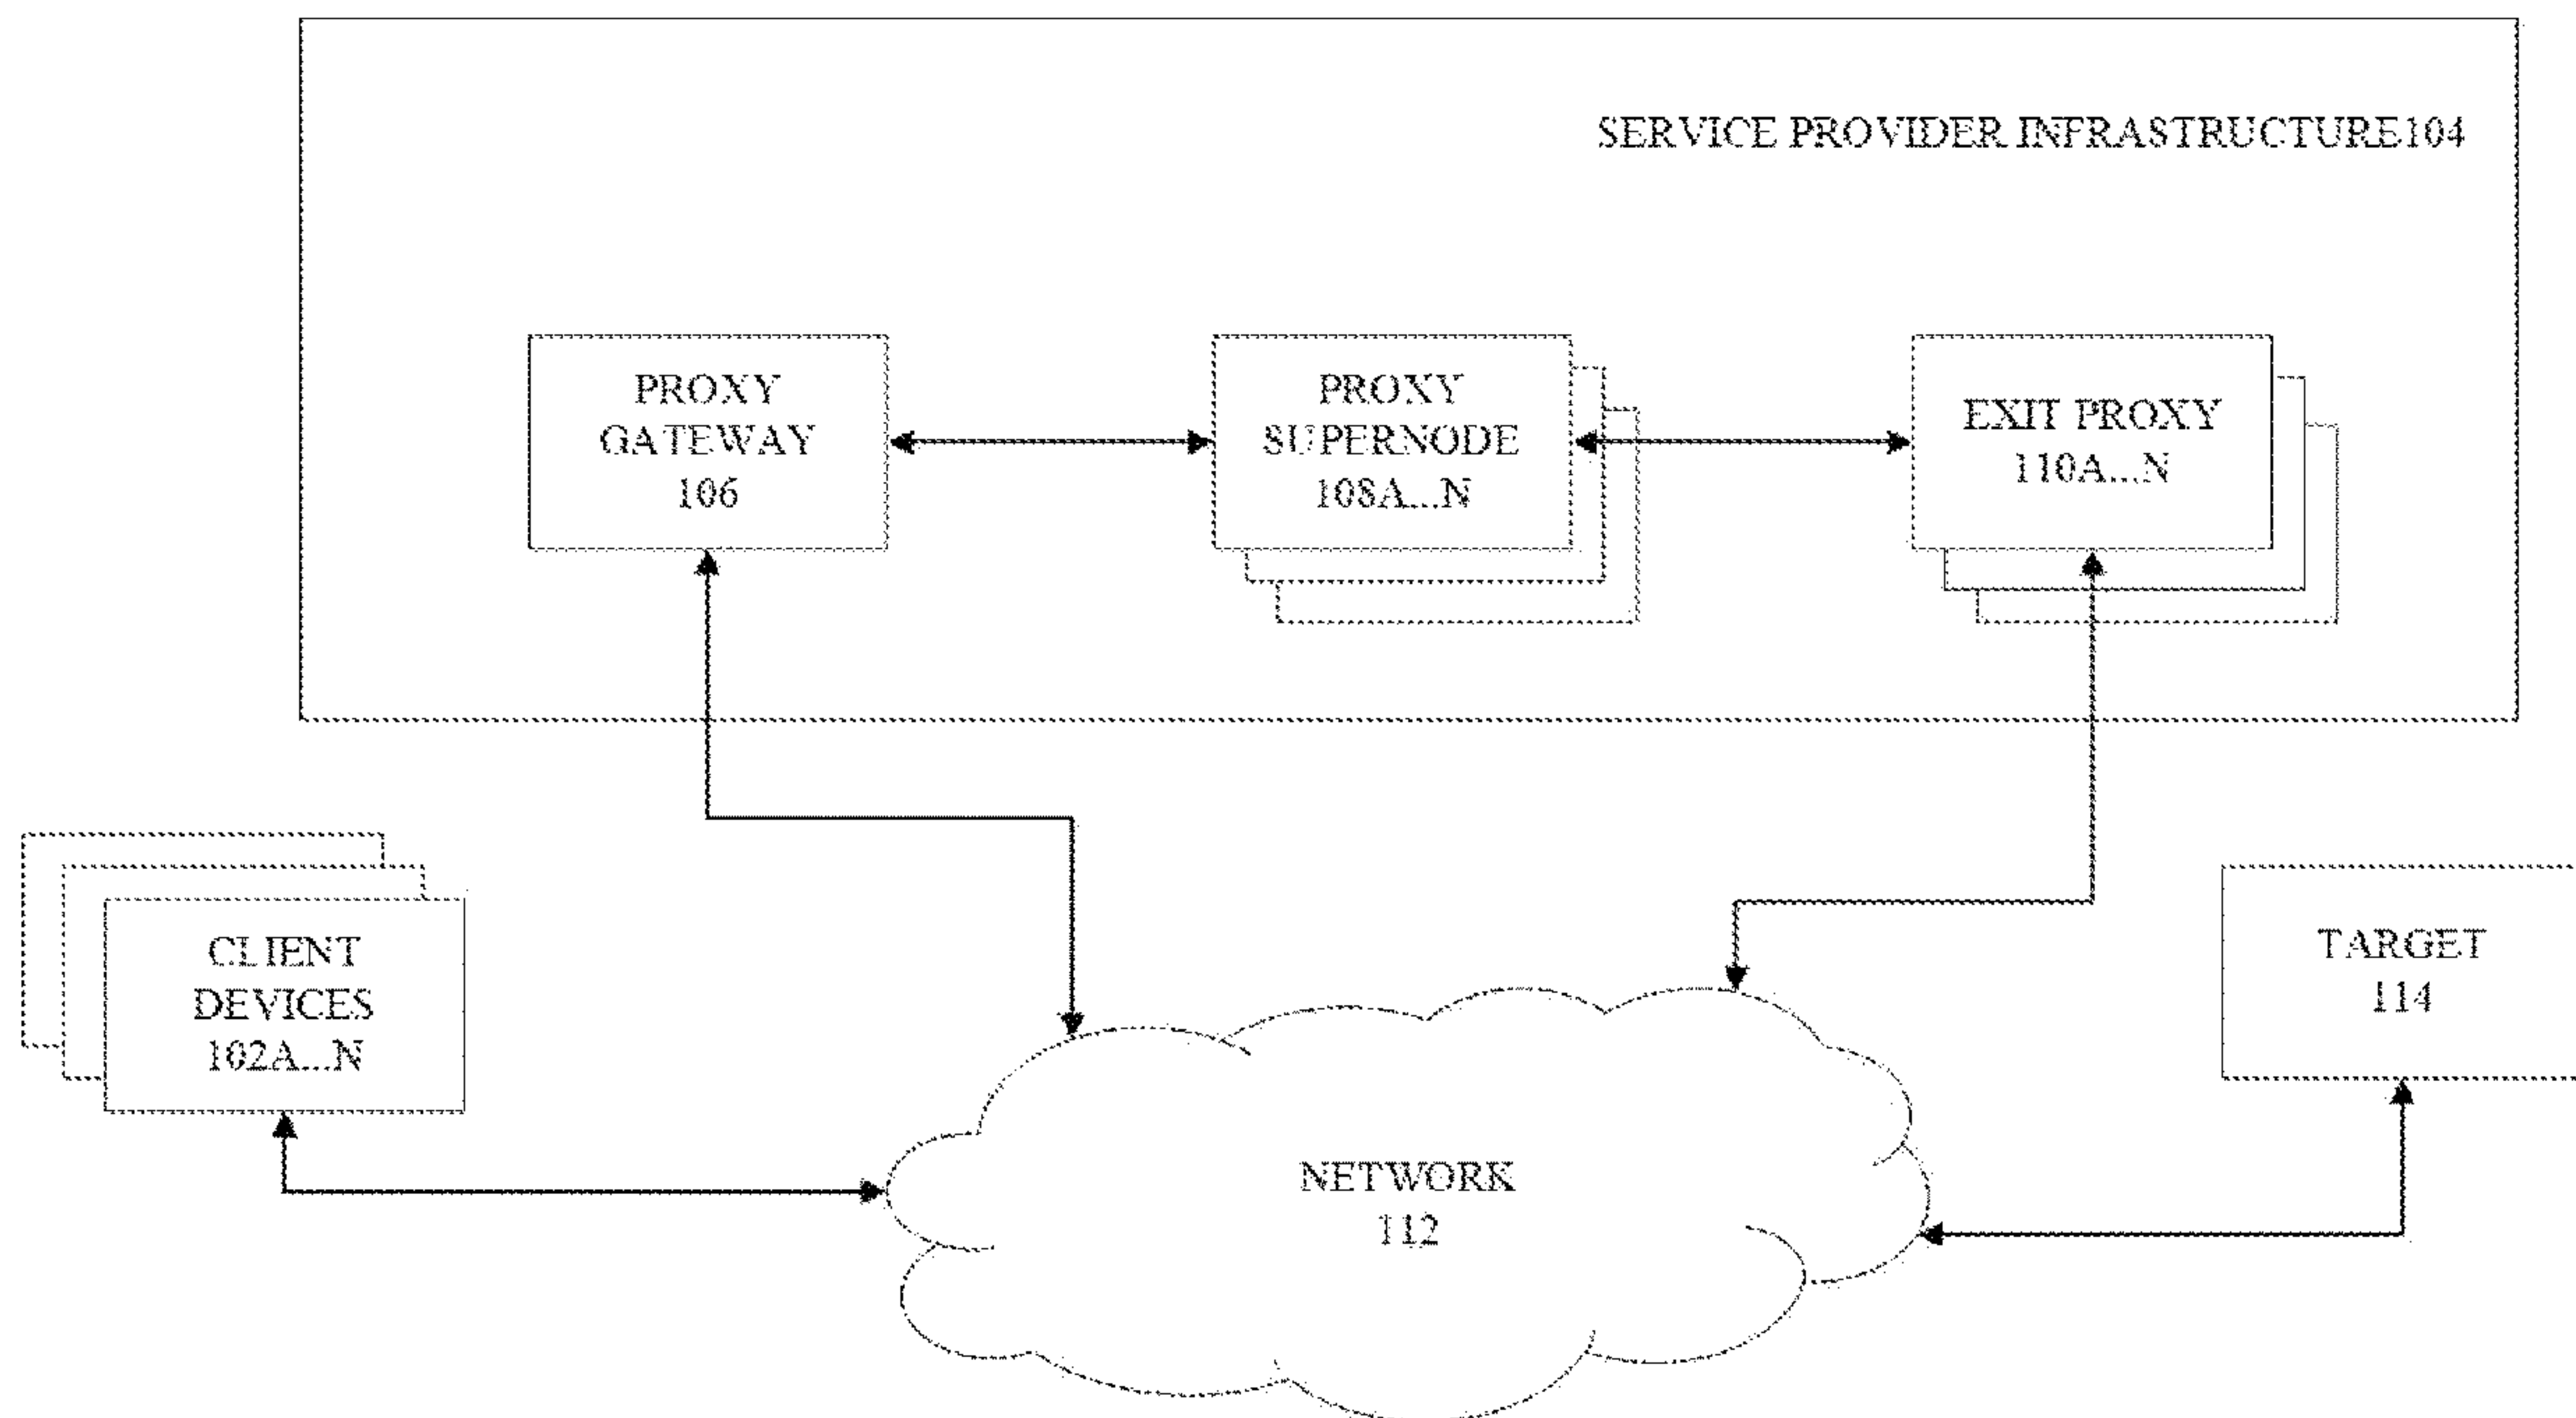 SERVICE PROVIDER INFRASTRUCTURE104
PROXY
GATEWAY
106
PROXY
SUPERNODE
108A...N
EXIT PROXY
110A...N
CLIENT
DEVICES
102A...N
TARGET
114
NETWORK
112